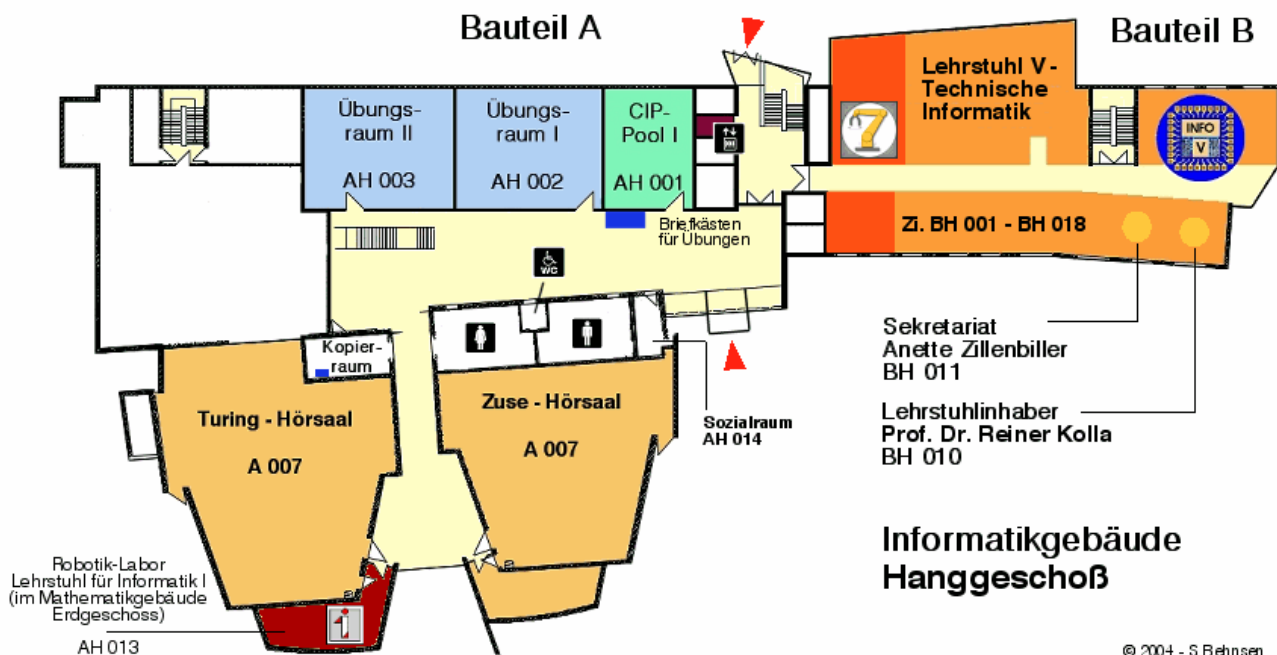 Bauteil A
Bauteil B
Übungs-
raum II
AH 003
Übungs-
raum I
AH 002
CIP-
Pool I
AH 001
Lehrstuhl V -
Technische
Informatik
INFO
V
Briefkästen
für Übungen
Zi. BH 001 - BH 018
WC
Kopier-
raum
Turing - Hörsaal
A 007
Zuse - Hörsaal
A 007
Sozialraum
AH 014
Sekretariat
Anette Zillenbiller
BH 011
Lehrstuhlinhaber
Prof. Dr. Reiner Kolla
BH 010
Informatikgebäude
Hanggeschoß
Robotik-Labor
Lehrstuhl für Informatik I
(im Mathematikgebäude
Erdgeschoss)
AH 013
© 2004 - S.Behnsen